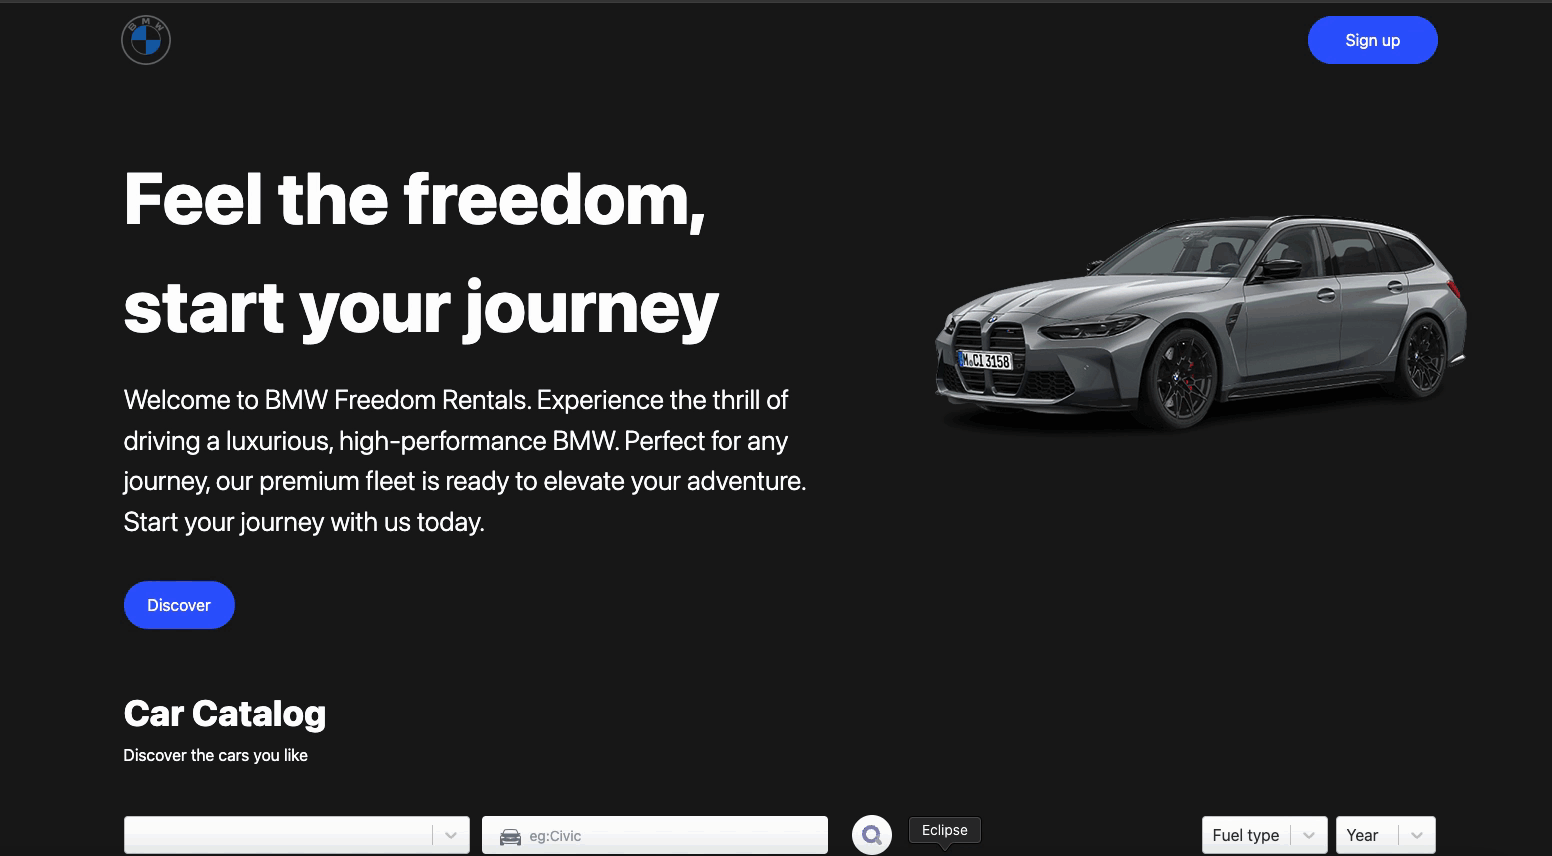 BMW
Sign up
Feel the freedom,
start your journey
M CI 3158
Welcome to BMW Freedom Rentals. Experience the thrill of
driving a luxurious, high-performance BMW. Perfect for any
journey, our premium fleet is ready to elevate your adventure.
Start your journey with us today.
Discover
Car Catalog
Discover the cars you like
eg:Civic
Eclipse
Fuel type
Year